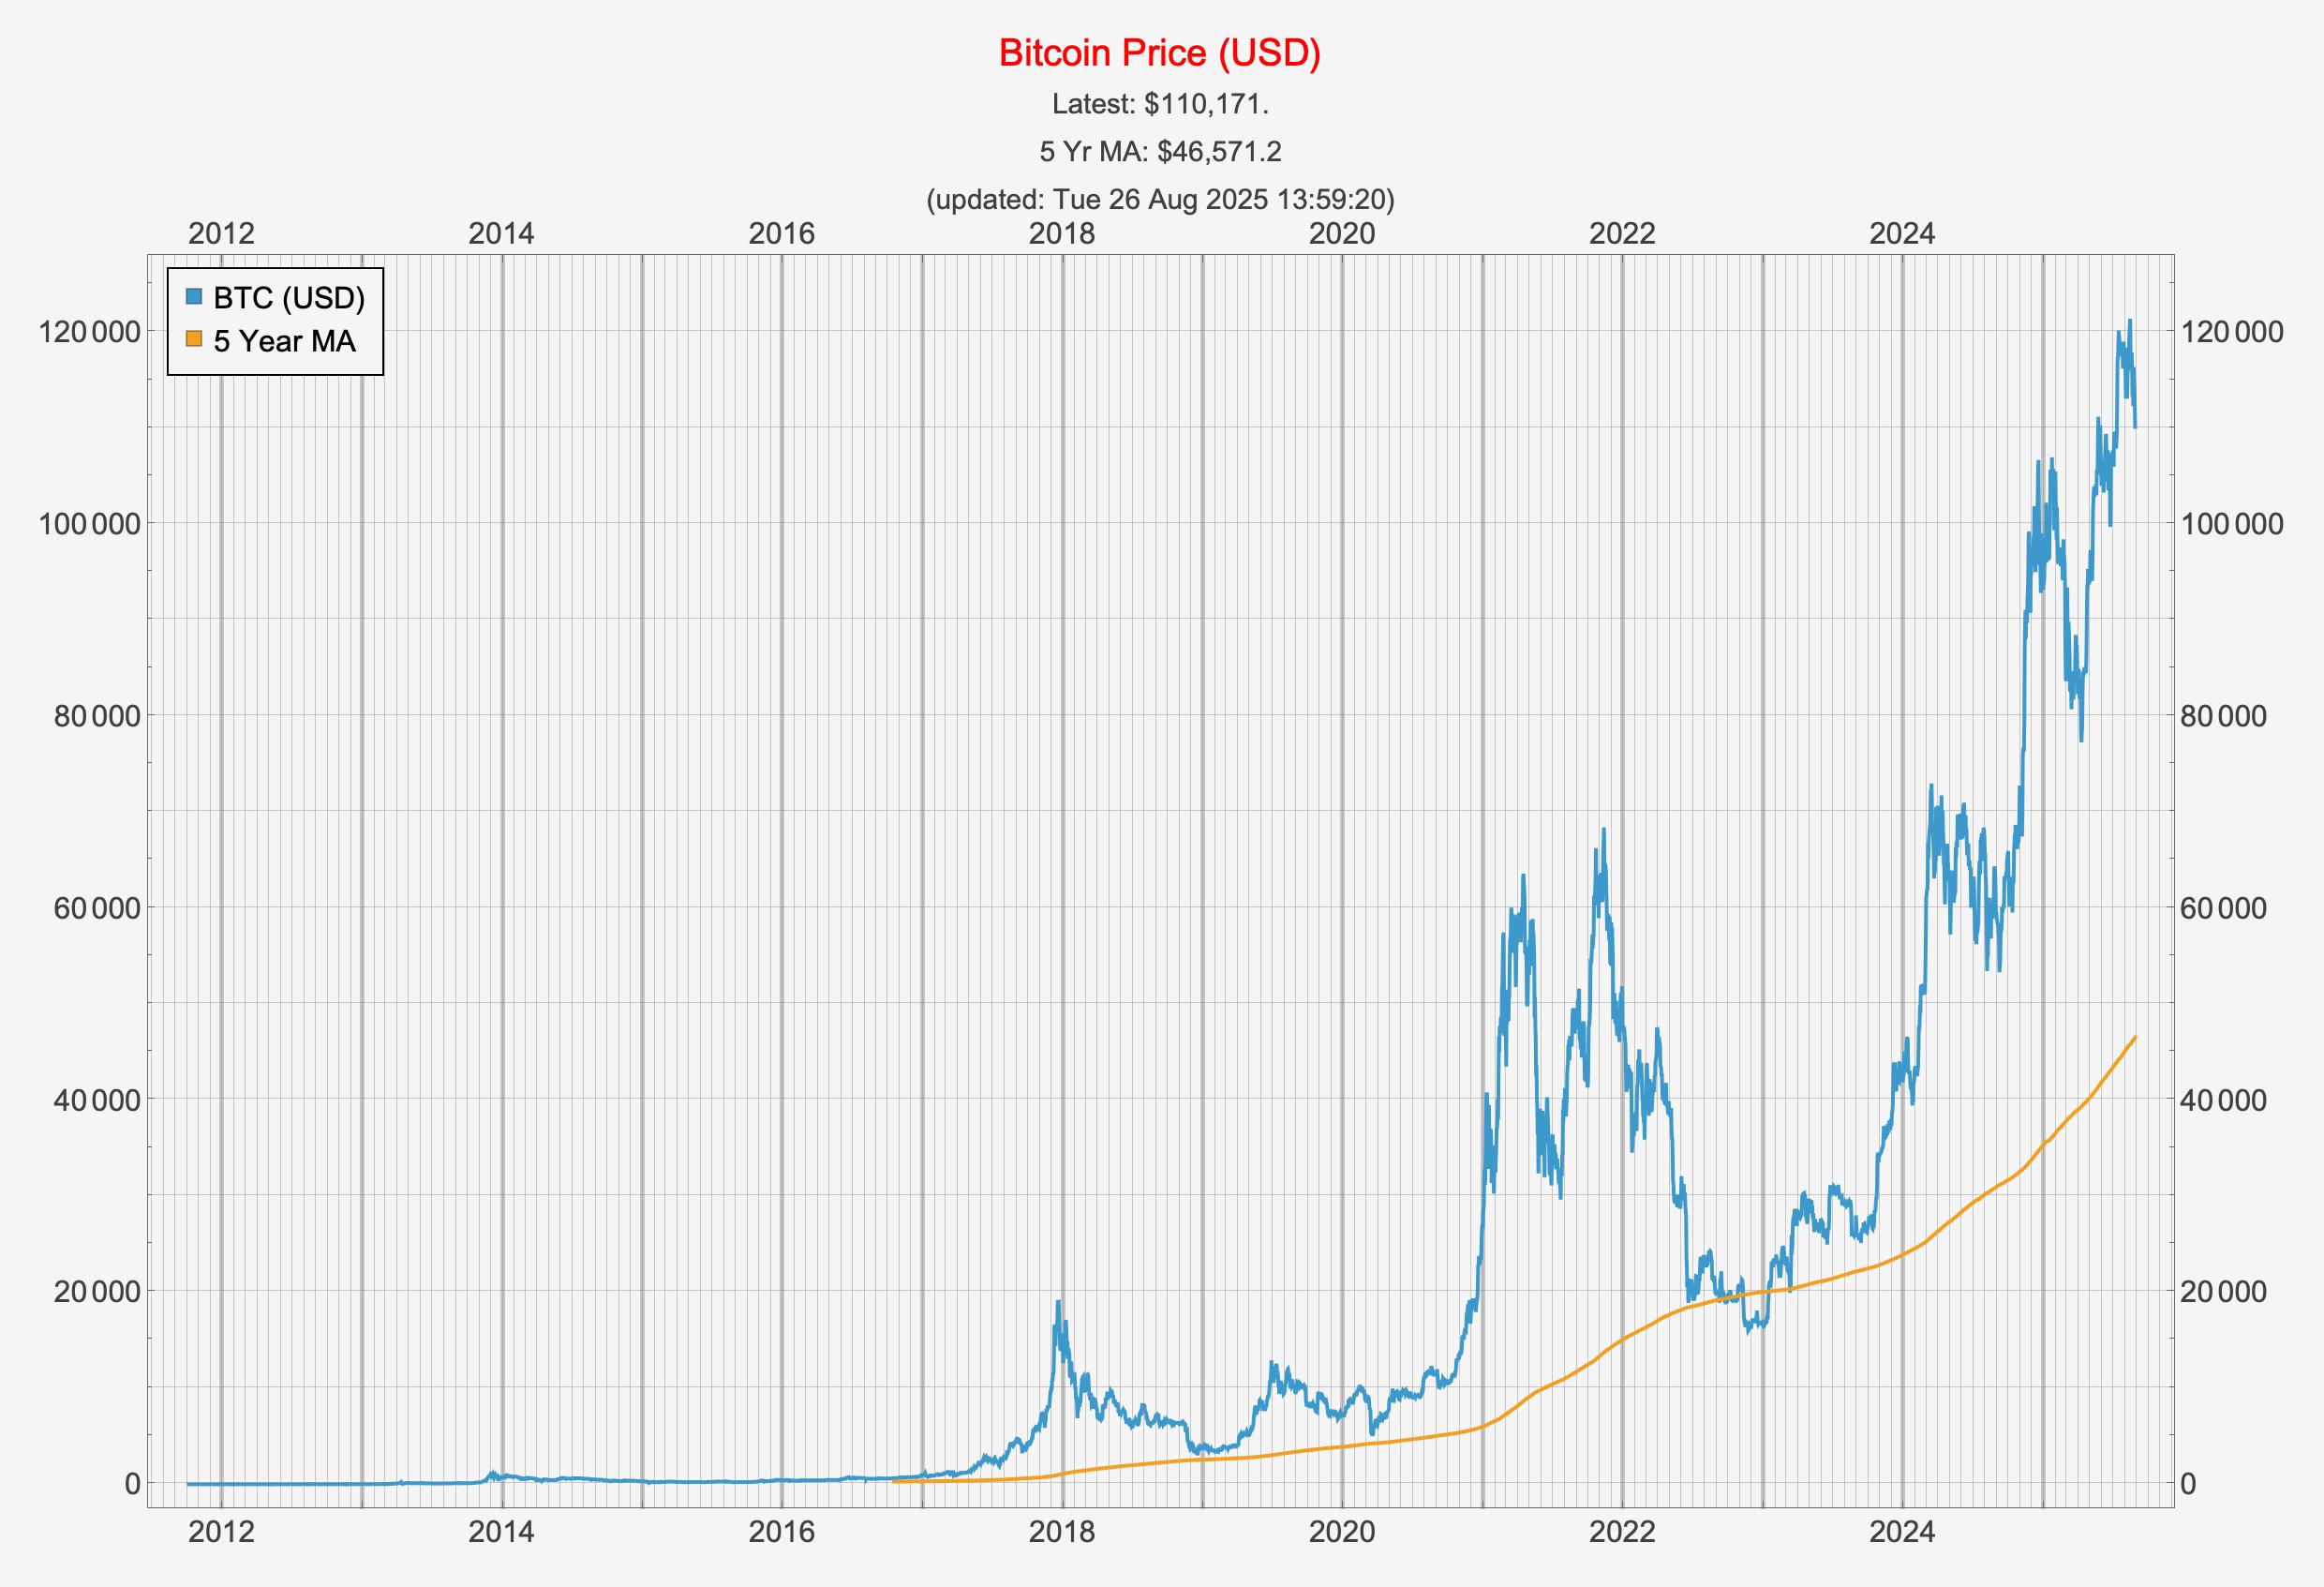 Bitcoin Price (USD)
Latest: $110,171.
5 Yr MA: $46,571.2
(updated: Tue 26 Aug 2025 13:59:20)
2012 2014 2016 2018 2020 2022 2024
BTC (USD)
5 Year MA
120 000 120 000
100 000 100 000
80 000 80 000
60 000 60 000
40 000 40 000
20 000 20 000
0 0
2012 2014 2016 2018 2020 2022 2024